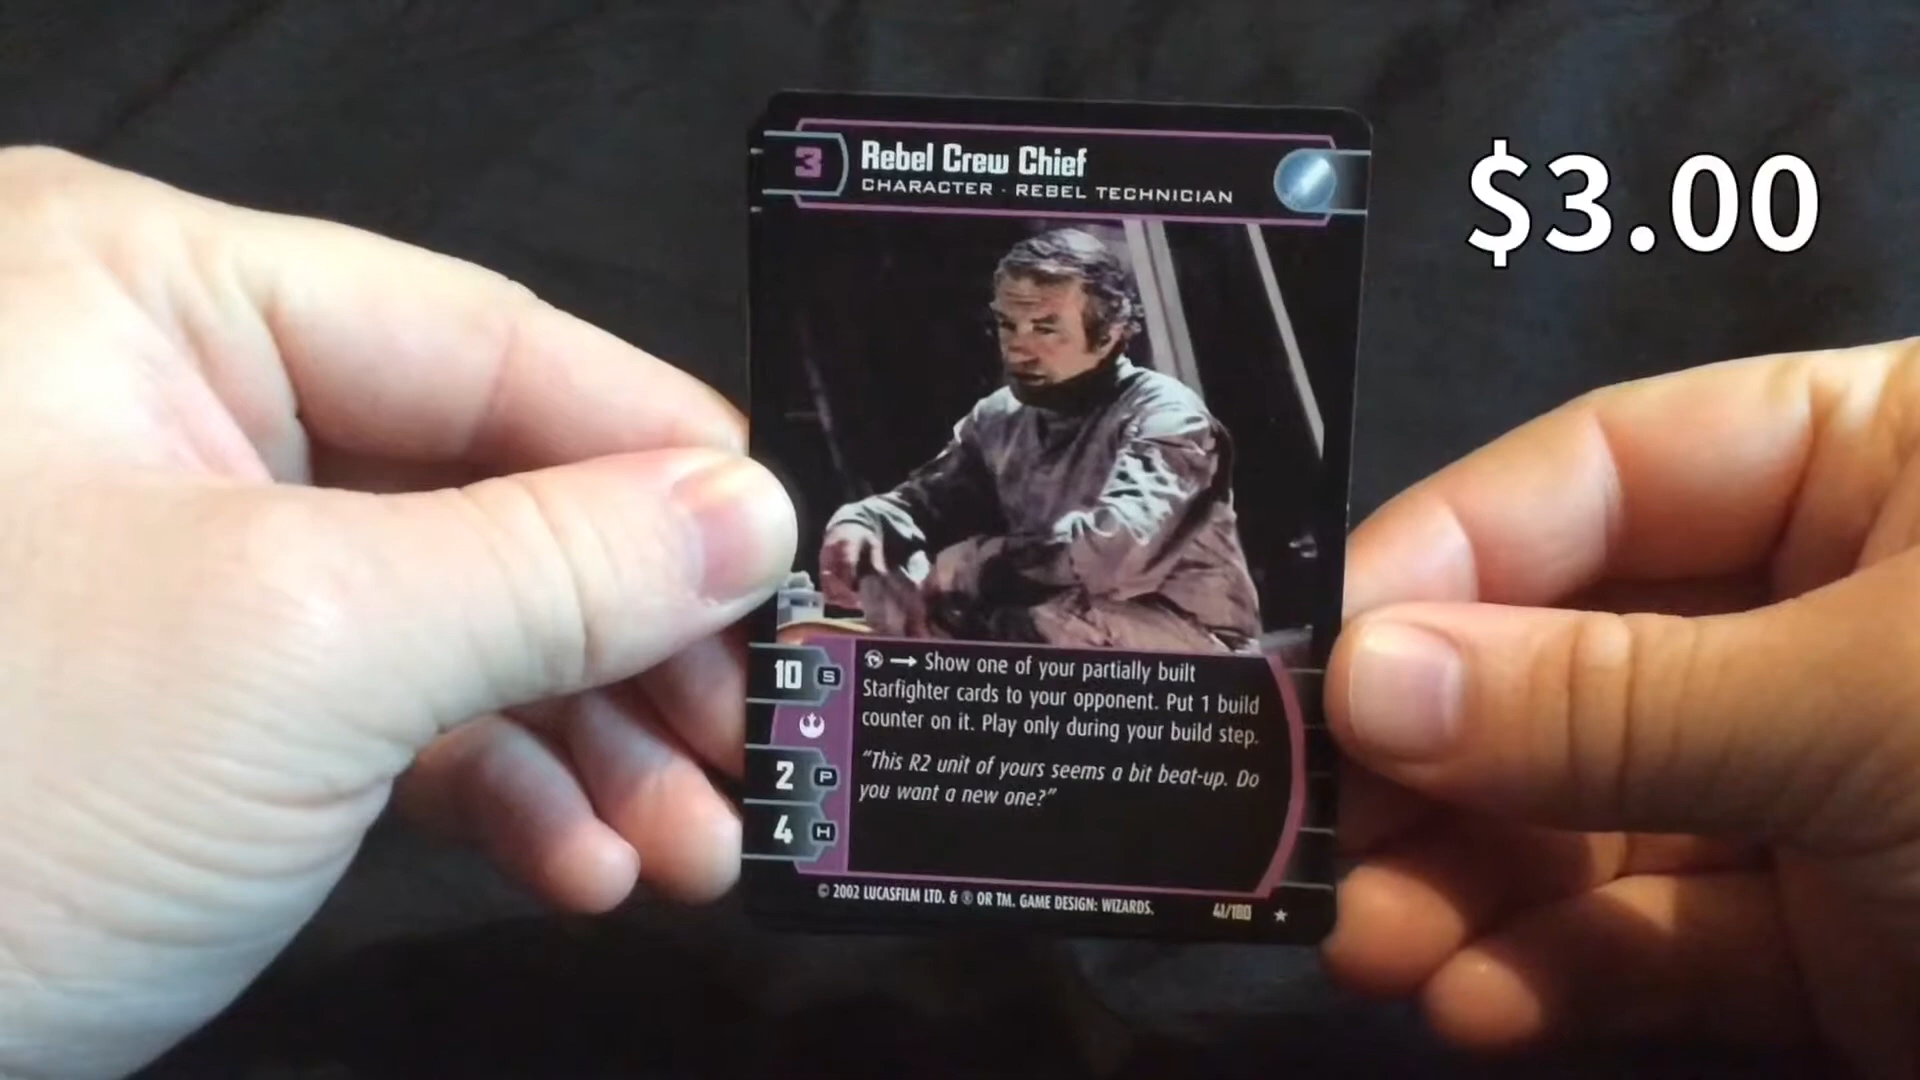 3
Rebel Crew Chief
CHARACTER · REBEL TECHNICIAN
$3.00
10 S
Show one of your partially built
Starfighter cards to your opponent. Put 1 build
counter on it. Play only during your build step.
2 P
"This R2 unit of yours seems a bit beat-up. Do
you want a new one?"
4 H
© 2002 LUCASFILM LTD. & ® OR TM. GAME DESIGN: WIZARDS.
41/180